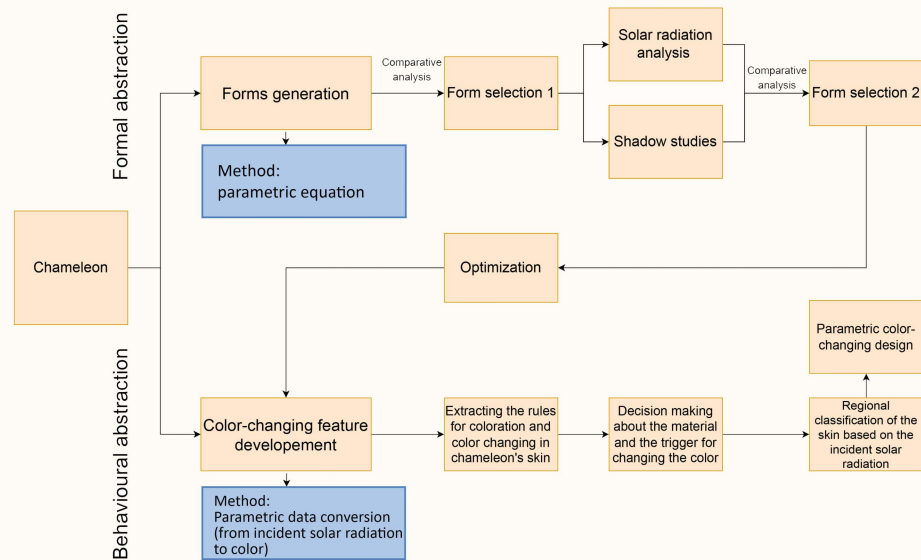 Formal abstraction
Forms generation
Comparative
analysis
Form selection 1
Solar radiation
analysis
Shadow studies
Comparative
analysis
Form selection 2
Method:
parametric equation
Chameleon
Optimization
Behavioural abstraction
Color-changing feature
developement
Extracting the rules
for coloration and
color changing in
chameleon's skin
Decision making
about the material
and the trigger for
changing the color
Regional
classification of the
skin based on the
incident solar
radiation
Parametric color-
changing design
Method:
Parametric data conversion
(from incident solar radiation
to color)